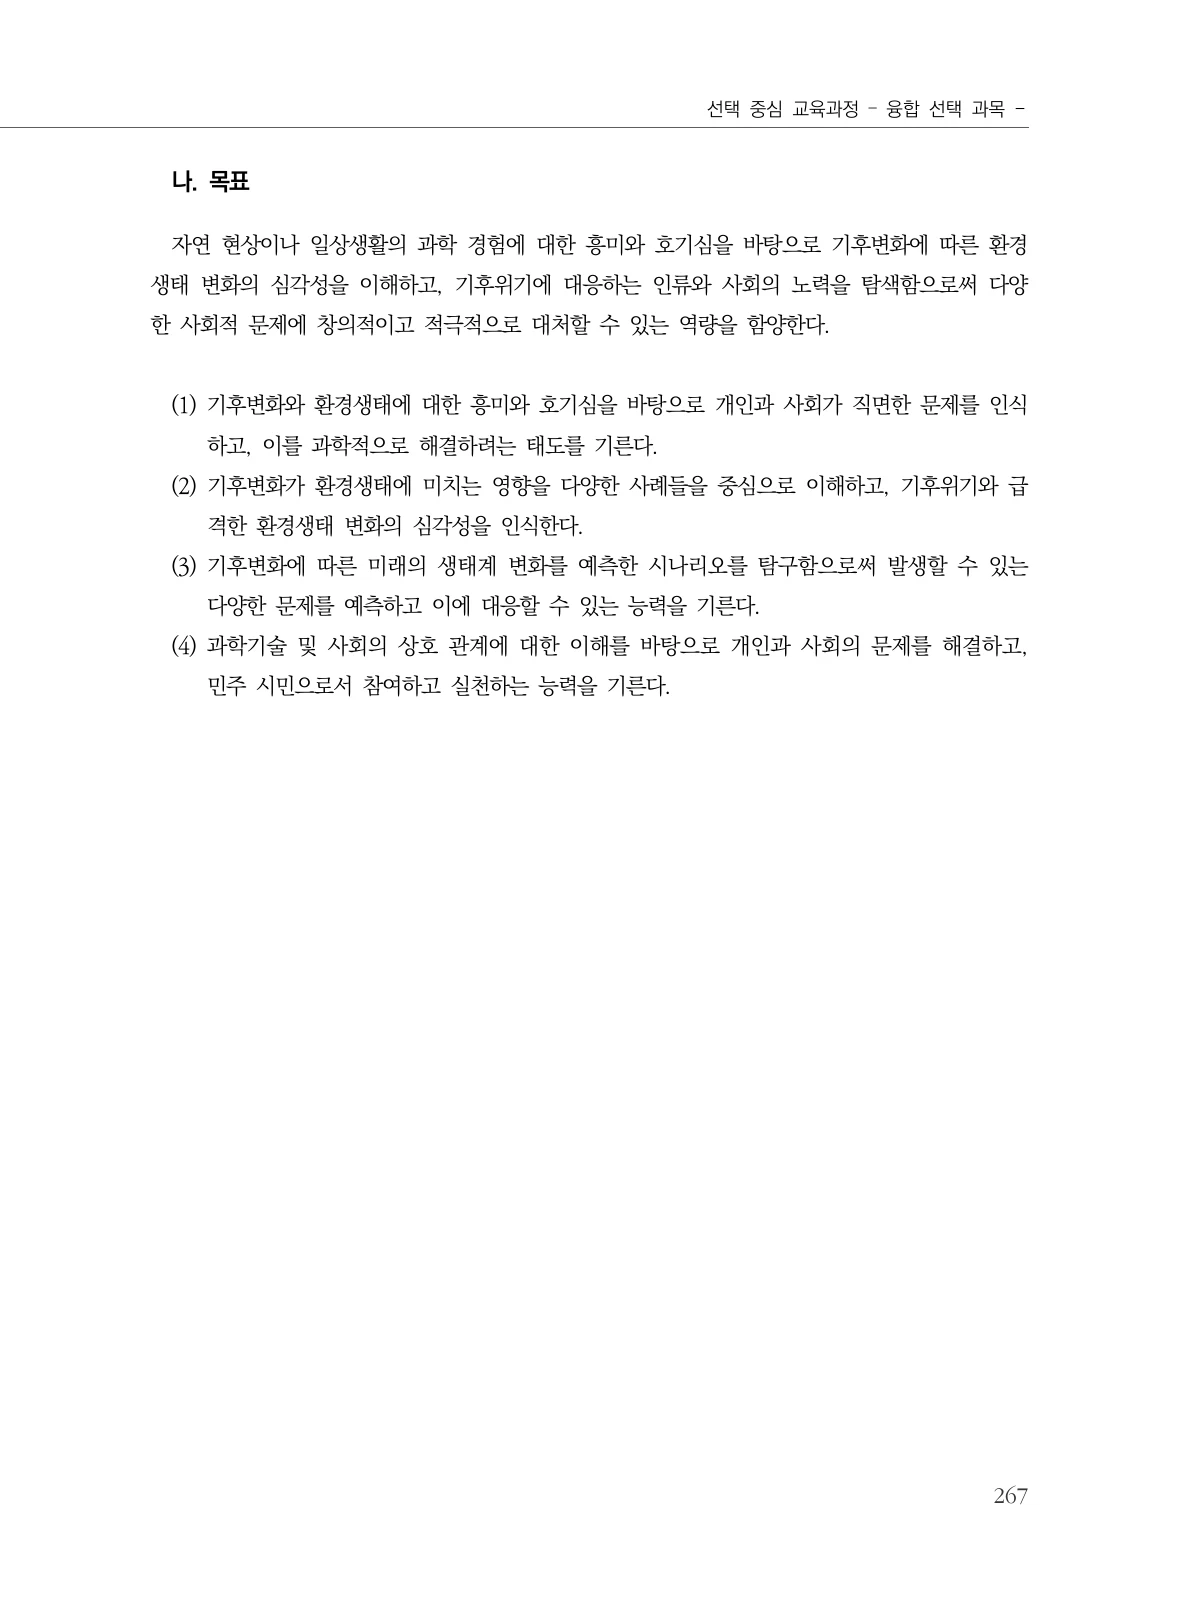 선택 중심 교육과정 - 융합 선택 과목 -
나. 목표
자연 현상이나 일상생활의 과학 경험에 대한 흥미와 호기심을 바탕으로 기후변화에 따른 환경
생태 변화의 심각성을 이해하고, 기후위기에 대응하는 인류와 사회의 노력을 탐색함으로써 다양
한 사회적 문제에 창의적이고 적극적으로 대처할 수 있는 역량을 함양한다.
(1) 기후변화와 환경생태에 대한 흥미와 호기심을 바탕으로 개인과 사회가 직면한 문제를 인식
하고, 이를 과학적으로 해결하려는 태도를 기른다.
(2) 기후변화가 환경생태에 미치는 영향을 다양한 사례들을 중심으로 이해하고, 기후위기와 급
격한 환경생태 변화의 심각성을 인식한다.
(3) 기후변화에 따른 미래의 생태계 변화를 예측한 시나리오를 탐구함으로써 발생할 수 있는
다양한 문제를 예측하고 이에 대응할 수 있는 능력을 기른다.
(4) 과학기술 및 사회의 상호 관계에 대한 이해를 바탕으로 개인과 사회의 문제를 해결하고,
민주 시민으로서 참여하고 실천하는 능력을 기른다.
267